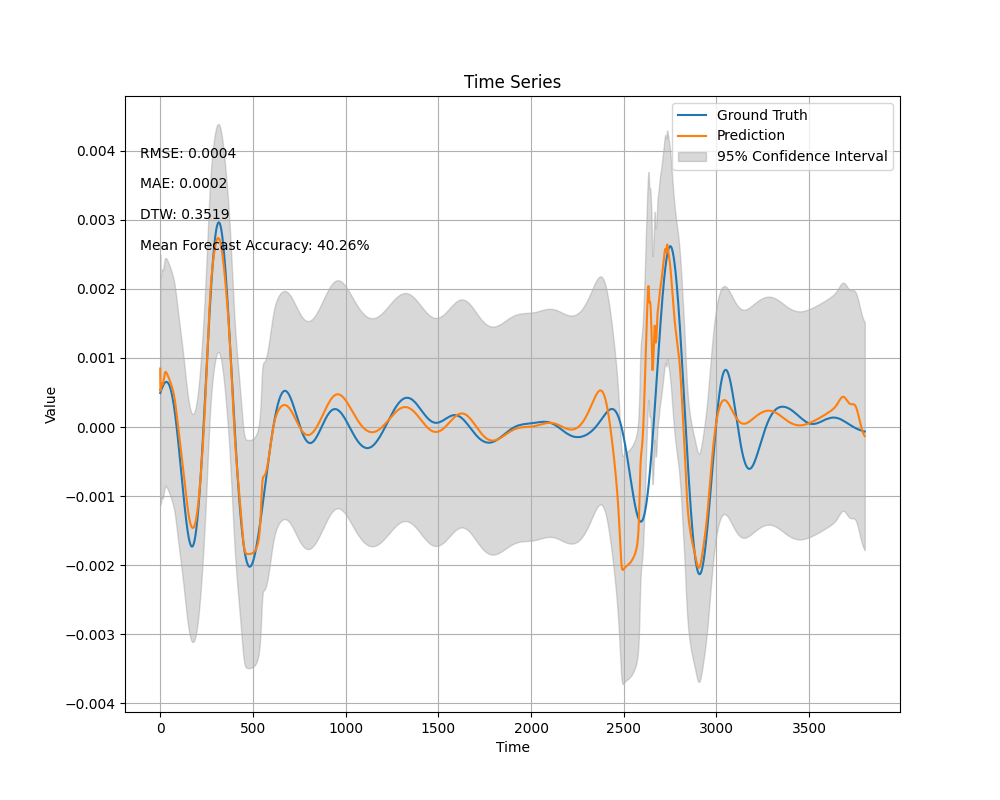 Time Series
Ground Truth
Prediction
95% Confidence Interval
RMSE: 0.0004
MAE: 0.0002
DTW: 0.3519
Mean Forecast Accuracy: 40.26%
Value
0.004
0.003
0.002
0.001
0.000
−0.001
−0.002
−0.003
−0.004
0 500 1000 1500 2000 2500 3000 3500
Time